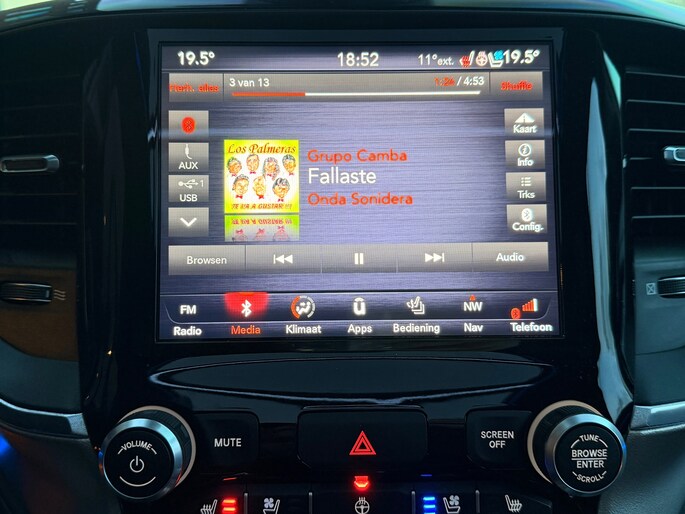 19.5°
18:52
11°ext.
19.5°
3 van 13
/ 4:53
Shuffle
Kaart
AUX
Info
USB
1
Trks
Config.
Los Palmeras
Grupo Camba
Fallaste
Onda Sonidera
Browsen
Audio
FM
NW
Radio
Media
Klimaat
Apps
Bediening
Nav
Telefoon
VOLUME
MUTE
SCREEN
OFF
TUNE
BROWSE
ENTER
SCROLL